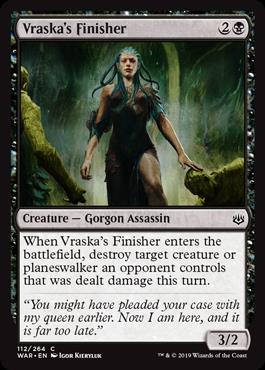 Vraska's Finisher 2
Creature — Gorgon Assassin
When Vraska's Finisher enters the
battlefield, destroy target creature or
planeswalker an opponent controls
that was dealt damage this turn.
"You might have pleaded your case with
my queen earlier. Now I am here, and it
is far too late."
3/2
112/264 C
WAR • EN Igor Kieryluk
™ & © 2019 Wizards of the Coast